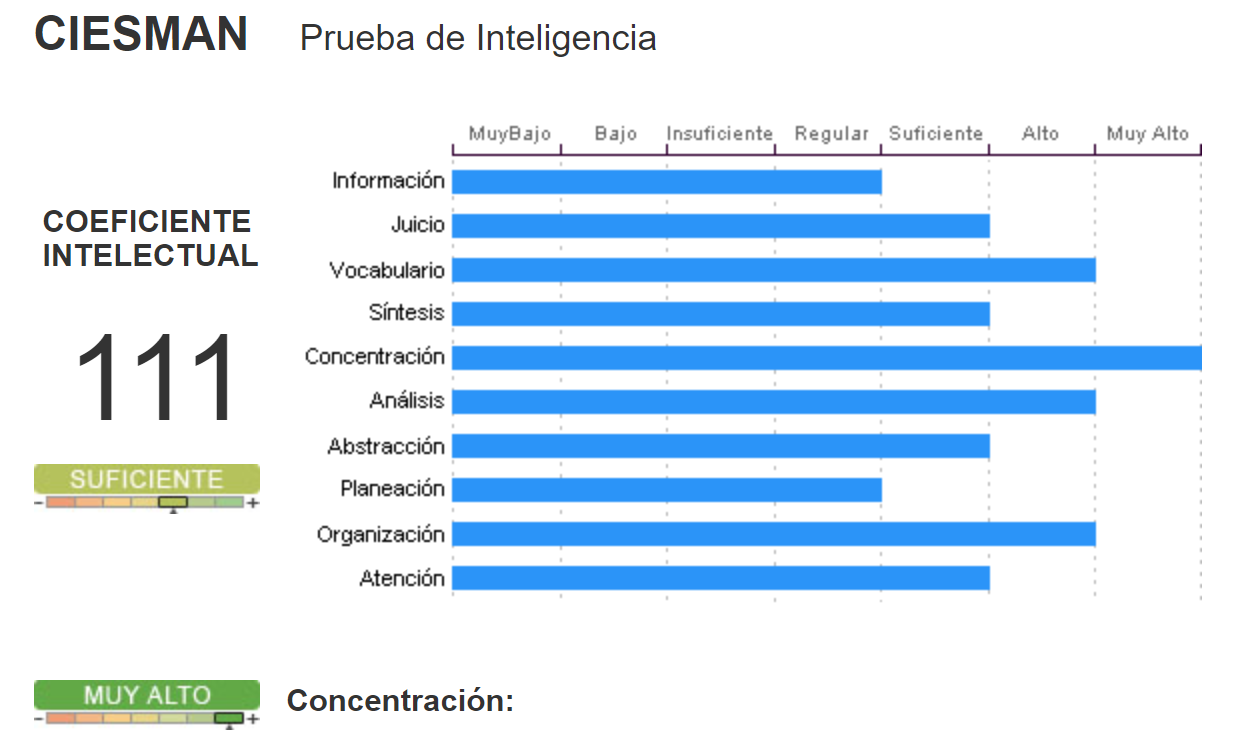 CIESMAN Prueba de Inteligencia
MuyBajo Bajo Insuficiente Regular Suficiente Alto Muy Alto
COEFICIENTE
INTELECTUAL
111
SUFICIENTE
- +
Información
Juicio
Vocabulario
Síntesis
Concentración
Análisis
Abstracción
Planeación
Organización
Atención
MUY ALTO
- +
Concentración: